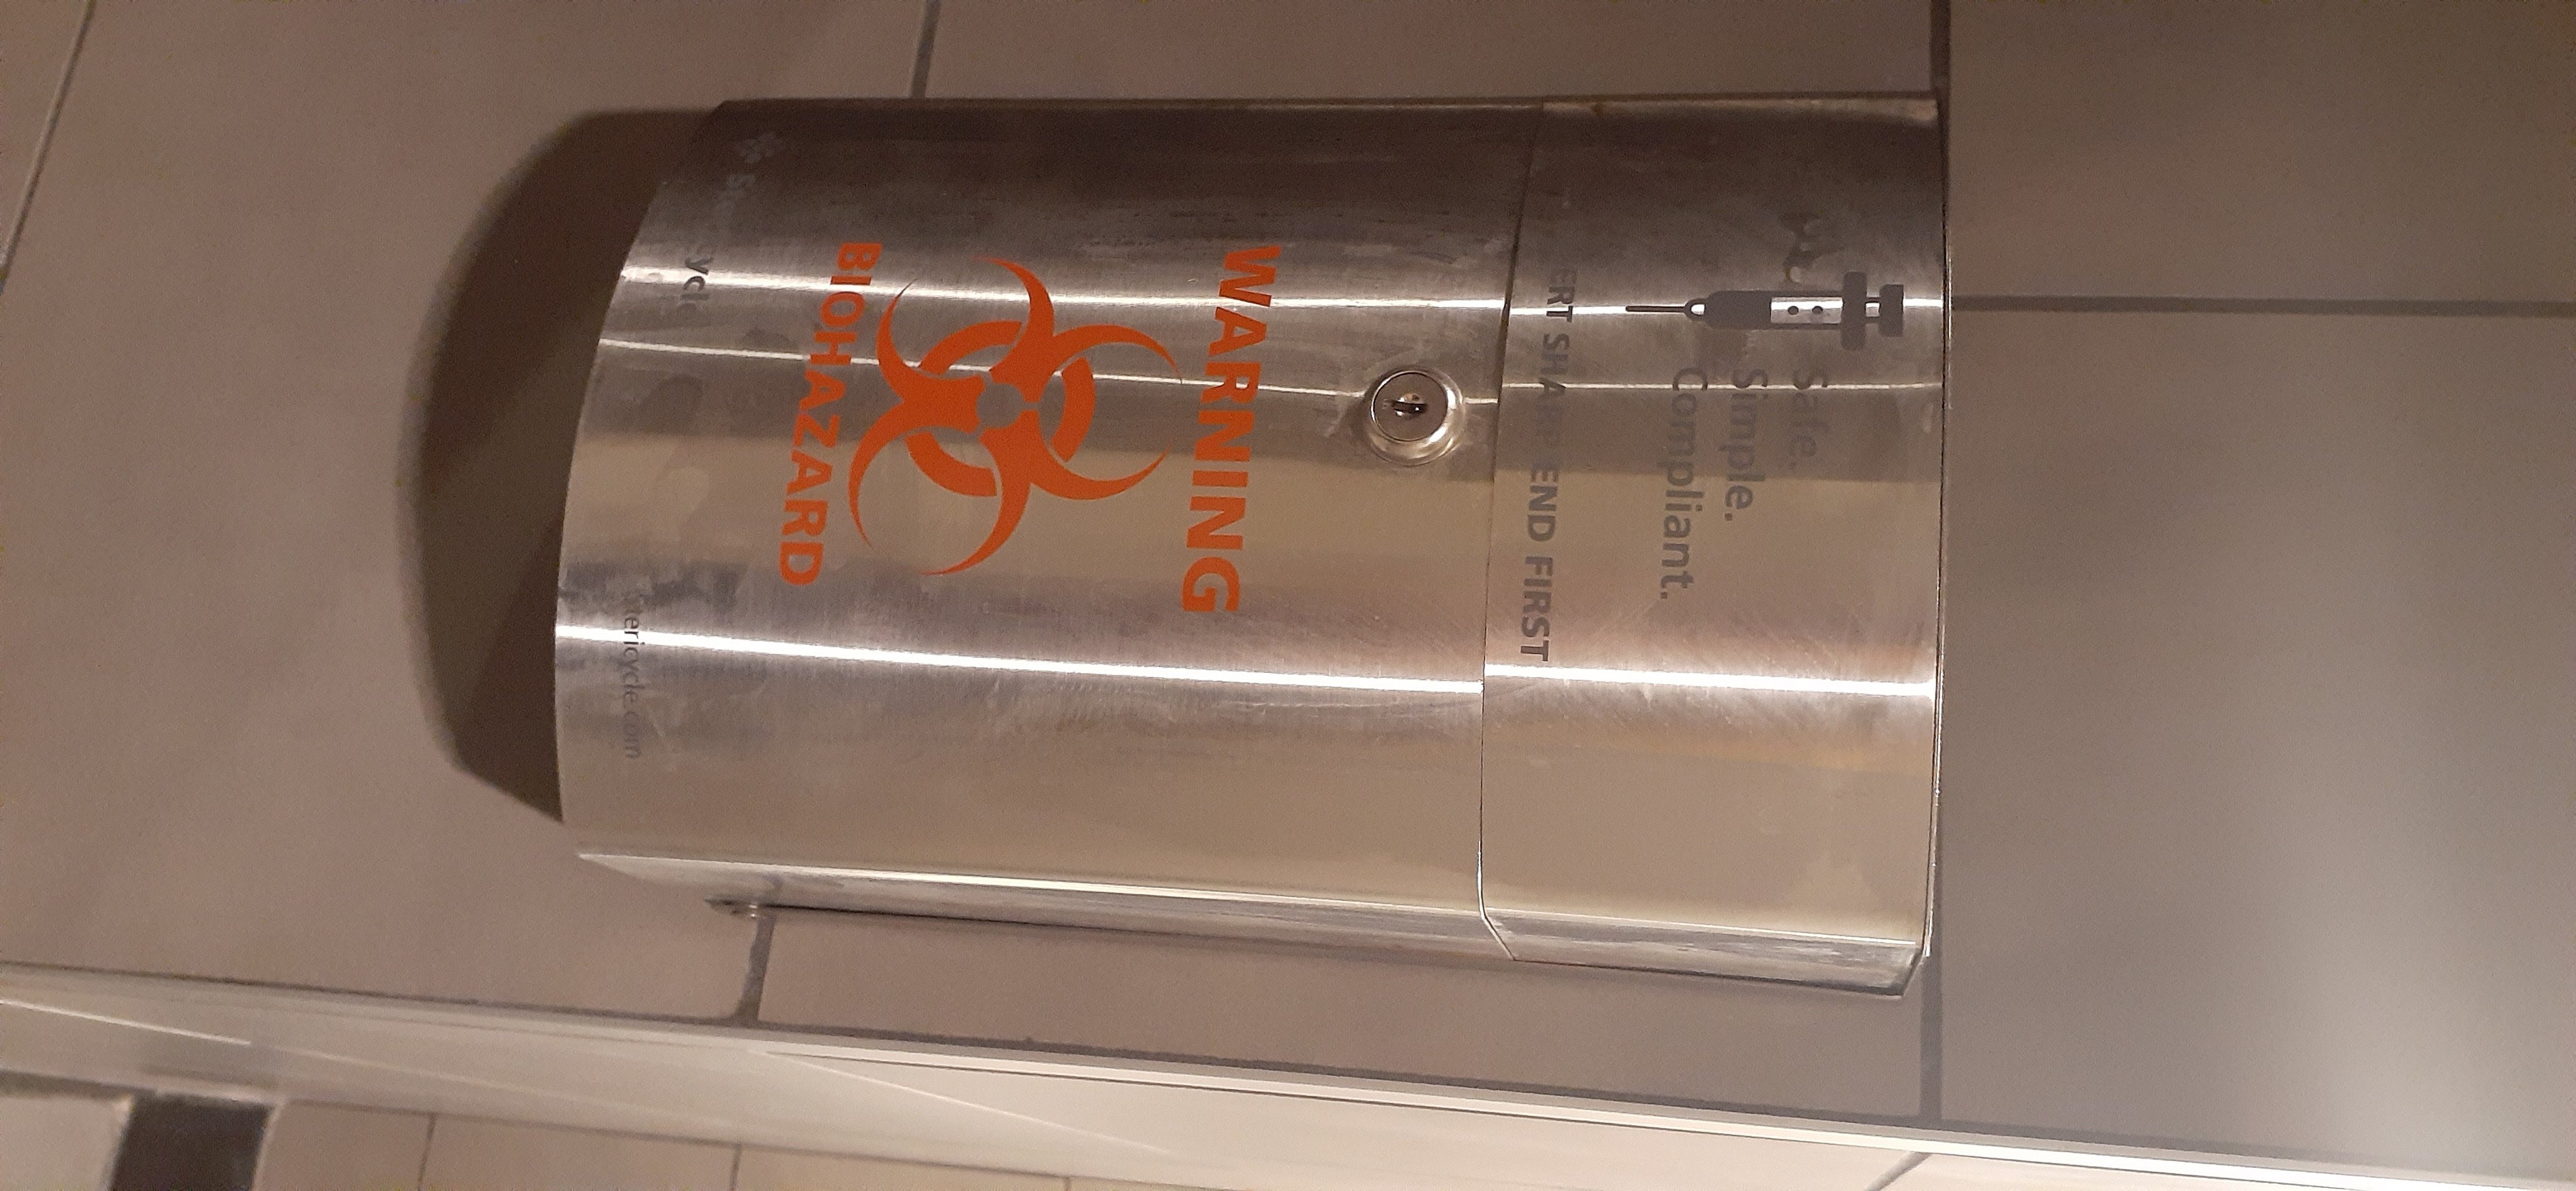 Safe.
Simple.
Compliant.
SHARP END FIRST
WARNING
BIOHAZARD
stericycle.com